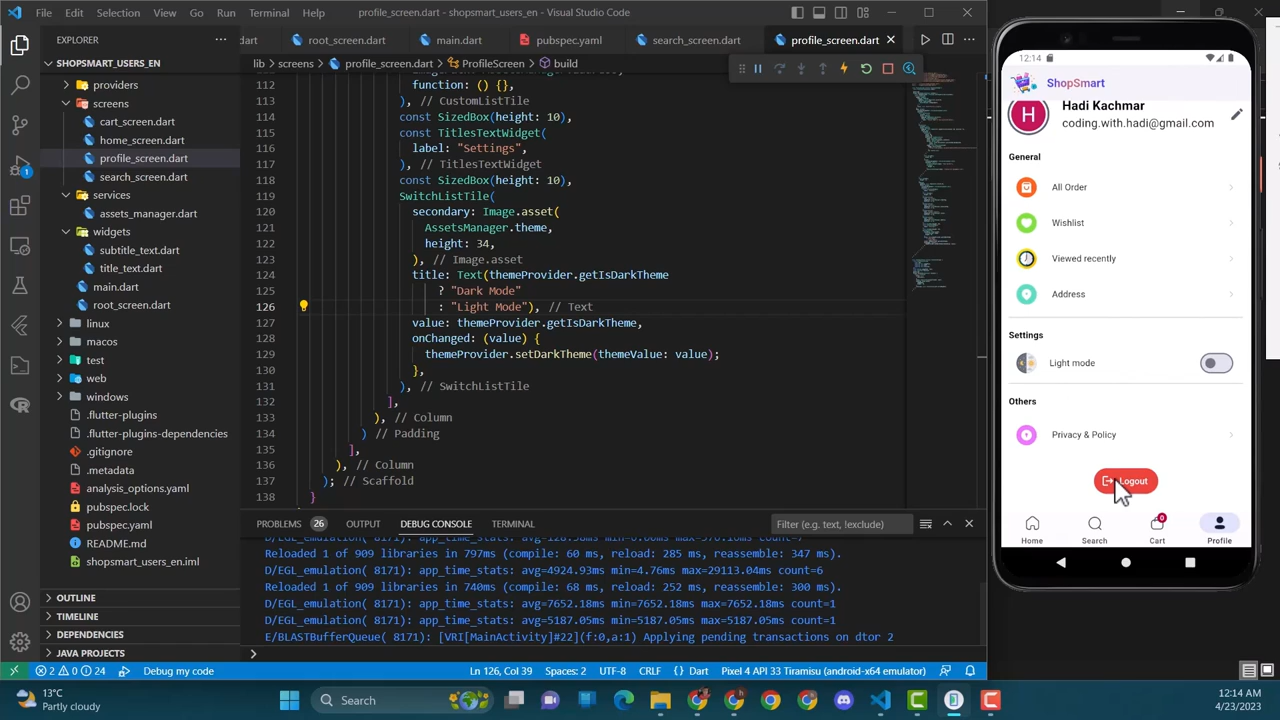 File Edit Selection View Go Run Terminal Help profile_screen.dart - shopsmart_users_en - Visual Studio Code
EXPLORER
SHOPSMART_USERS_EN
providers
screens
cart_screen.dart
home_screen.dart
profile_screen.dart
search_screen.dart
services
assets_manager.dart
widgets
subtitle_text.dart
title_text.dart
main.dart
root_screen.dart
linux
macos
test
web
windows
.flutter-plugins
.flutter-plugins-dependencies
.gitignore
.metadata
analysis_options.yaml
pubspec.lock
pubspec.yaml
README.md
shopsmart_users_en.iml
OUTLINE
TIMELINE
DEPENDENCIES
JAVA PROJECTS
dart root_screen.dart main.dart pubspec.yaml search_screen.dart profile_screen.dart
lib > screens > profile_screen.dart > ProfileScreen > build
112 function: () {},
113 ), // CustomListTile
114 const SizedBox(height: 10),
115 const TitlesTextWidget(
116 label: "Settings",
117 ), // TitlesTextWidget
118 const SizedBox(height: 10),
119 SwitchListTile(
120 secondary: Image.asset(
121 theme,
122 height:
123 ), // Image.asset
124 title: Text(themeProvider.getIsDarkTheme
125 ? "Dark Mode"
126 : "Light Mode"), // Text
127 value: themeProvider.getIsDarkTheme,
128 onChanged: (value) {
129 themeProvider.setDarkTheme(themeValue: value);
130 },
131 ), // SwitchListTile
132 ],
133 ), // Column
134 ) // Padding
135 ],
136 ), // Column
137 ); // Scaffold
138 }
PROBLEMS 26 OUTPUT DEBUG CONSOLE TERMINAL Filter (e.g. text, !exclude)
Reloaded 1 of 909 libraries in 797ms (compile: 60 ms, reload: 285 ms, reassemble: 347 ms).
D/EGL_emulation( 8171): app_time_stats: avg=4924.93ms min=4.76ms max=29113.04ms count=6
Reloaded 1 of 909 libraries in 740ms (compile: 68 ms, reload: 252 ms, reassemble: 300 ms).
D/EGL_emulation( 8171): app_time_stats: avg=7652.18ms min=7652.18ms max=7652.18ms count=1
D/EGL_emulation( 8171): app_time_stats: avg=5187.05ms min=5187.05ms max=5187.05ms count=1
E/BLASTBufferQueue( 8171): [VRI[MainActivity]#22](f:0,a:1) Applying pending transactions on dtor 2
12:14
ShopSmart
H
Hadi Kachmar
coding.with.hadi@gmail.com
General
All Order
Wishlist
Viewed recently
Address
Settings
Light mode
Others
Privacy & Policy
Logout
0
Home Search Cart Profile
2 0 24 Debug my code Ln 126, Col 39 Spaces: 2 UTF-8 CRLF {} Dart Pixel 4 API 33 Tiramisu (android-x64 emulator)
13°C
Partly cloudy
Search
12:14 AM
4/23/2023